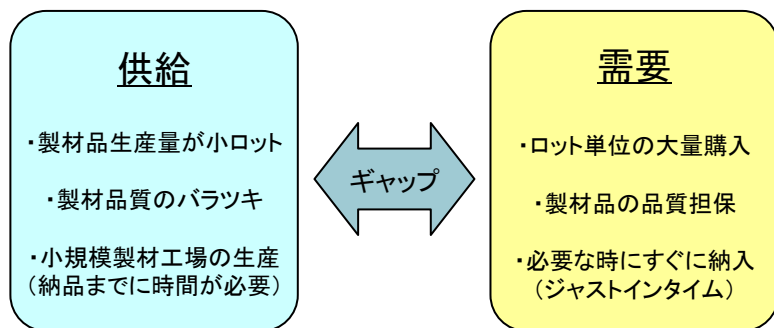 供給
・製材品生産量が小ロット
・製材品質のバラツキ
・小規模製材工場の生産
(納品までに時間が必要)
ギャップ
需要
・ロット単位の大量購入
・製材品の品質担保
・必要な時にすぐに納入
(ジャストインタイム)